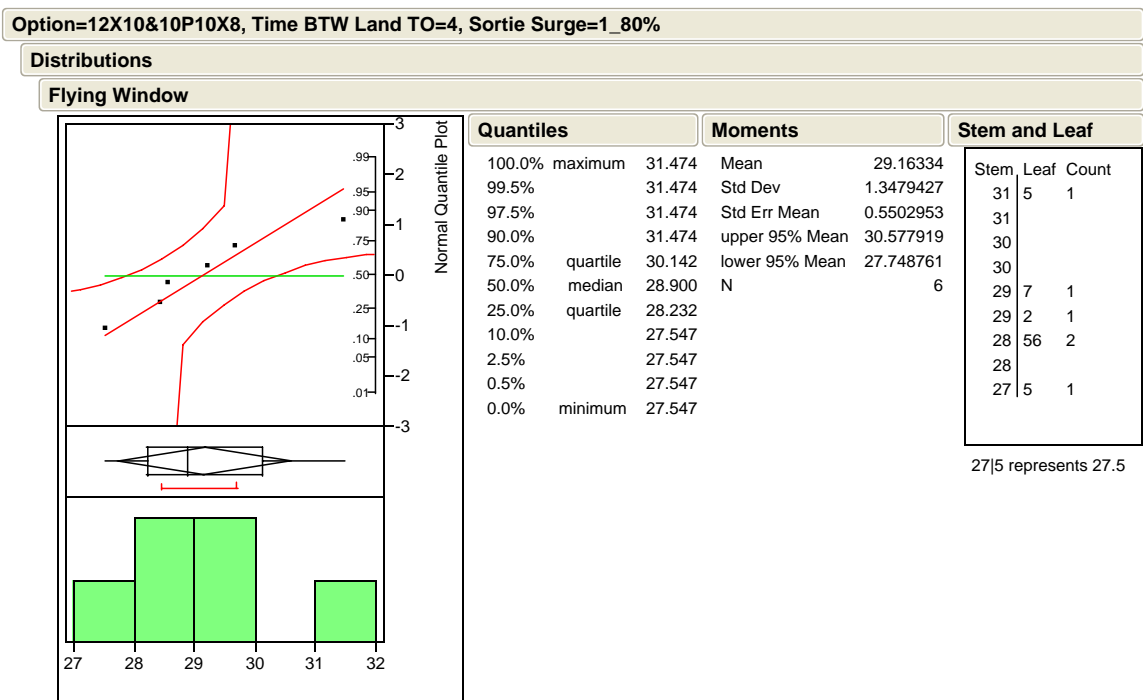 Option=12X10&10P10X8, Time BTW Land TO=4, Sortie Surge=1_80%
Distributions
Flying Window
3
2
1
0
-1
-2
-3
.99
.95
.90
.75
.50
.25
.10
.05
.01
Normal Quantile Plot
27 28 29 30 31 32
Quantiles
100.0% maximum 31.474
99.5% 31.474
97.5% 31.474
90.0% 31.474
75.0% quartile 30.142
50.0% median 28.900
25.0% quartile 28.232
10.0% 27.547
2.5% 27.547
0.5% 27.547
0.0% minimum 27.547
Moments
Mean 29.16334
Std Dev 1.3479427
Std Err Mean 0.5502953
upper 95% Mean 30.577919
lower 95% Mean 27.748761
N 6
Stem and Leaf
Stem Leaf Count
31 5 1
31
30
30
29 7 1
29 2 1
28 56 2
28
27 5 1
27|5 represents 27.5